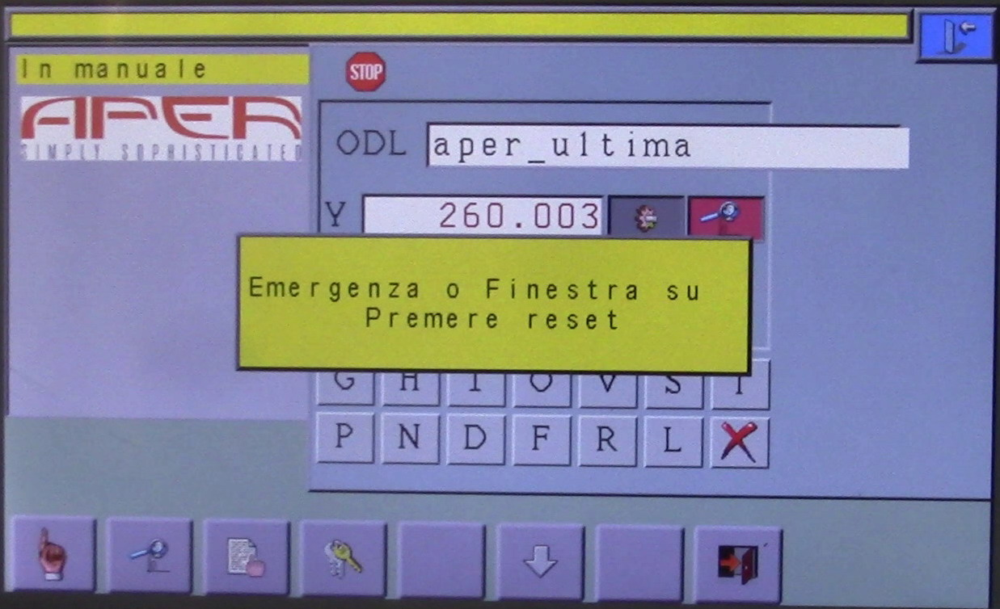 In manuale
STOP
APER
SIMPLY SOPHISTICATED
ODL aper_ultima
Y 260.003
Emergenza o Finestra su
Premere reset
G H I O V S T
P N D F R L X